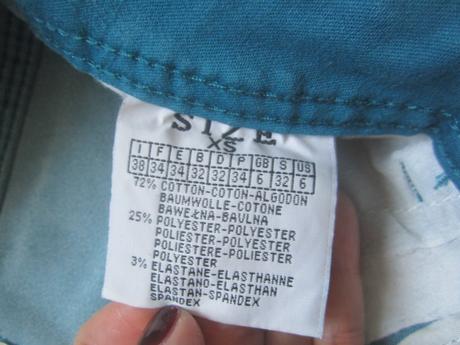 SIZE
XS
I F E B D P GB S US
38 34 34 32 32 34 6 32 6
72% COTTON-COTON-ALGODON
BAUMWOLLE-COTONE
BAWEŁNA-BAULNA
25% POLYESTER-POLYESTER
POLIESTER-POLYESTER
POLIESTERE-POLIESTER
POLYESTER
3% ELASTANE-ELASTHANNE
ELASTANO-ELASTHAN
ELASTAN-SPANDEX
SPANDEX